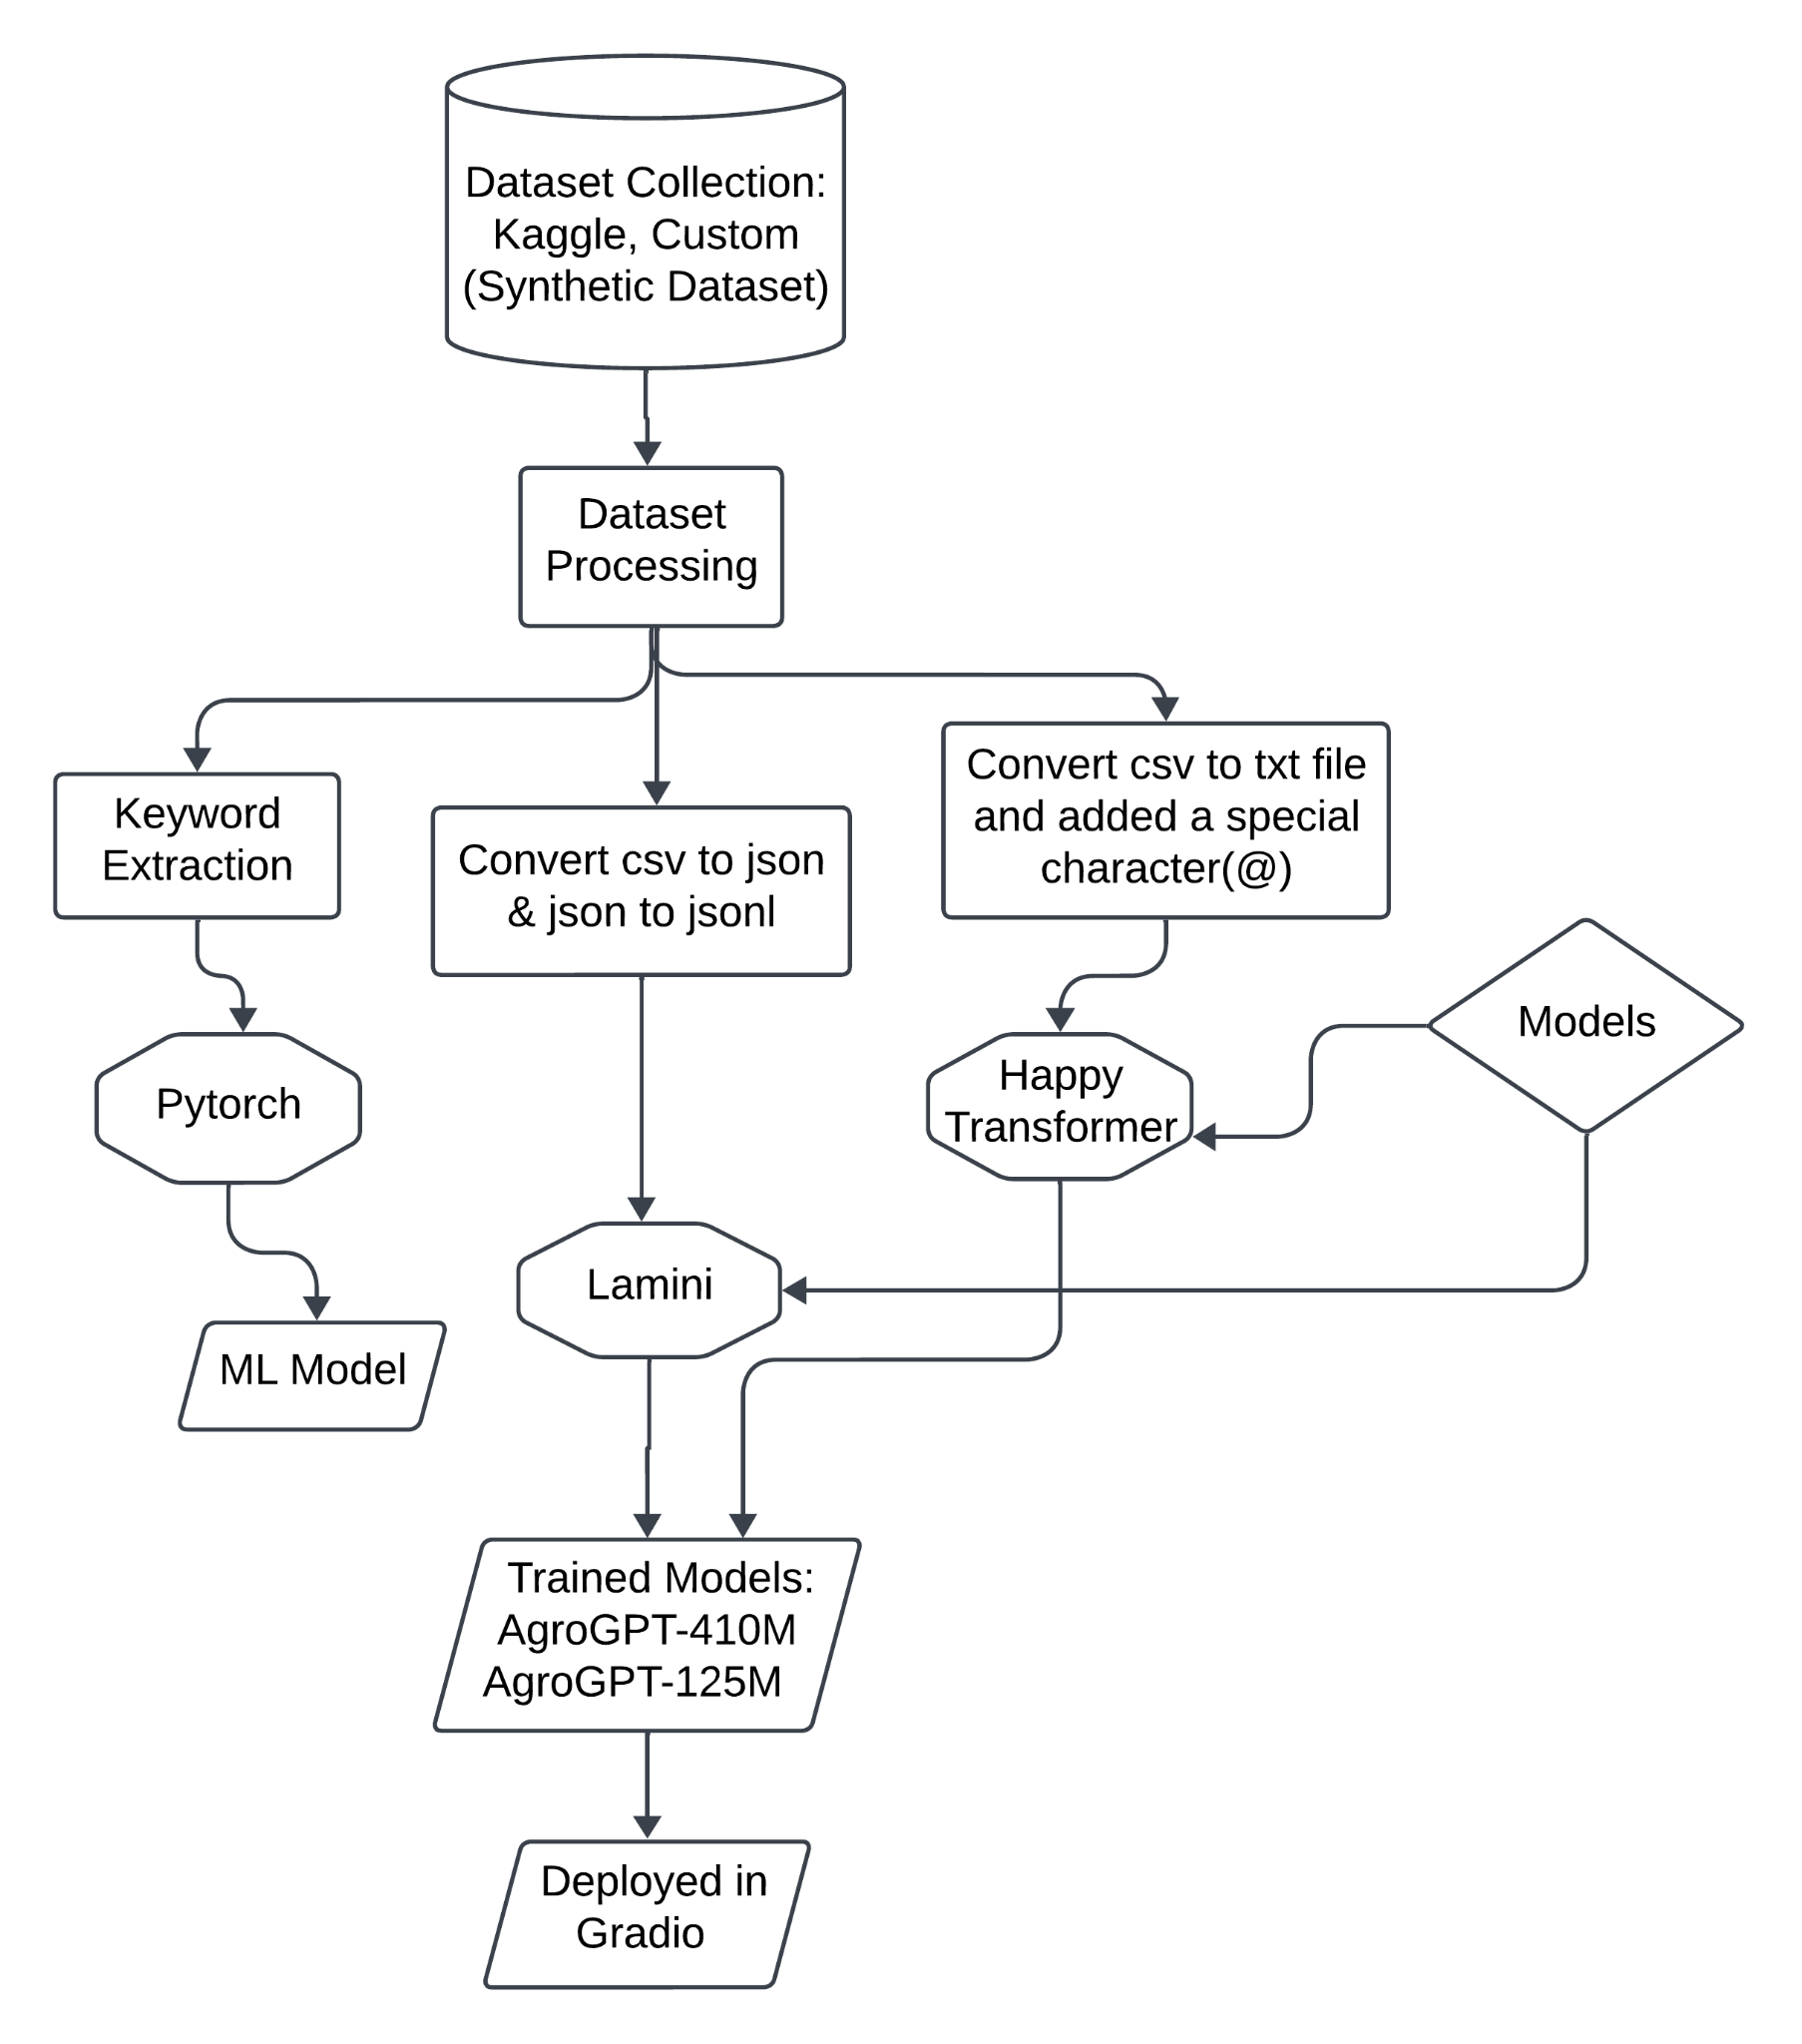 Dataset Collection:
Kaggle, Custom
(Synthetic Dataset)
Dataset
Processing
Keyword
Extraction
Convert csv to json
& json to jsonl
Convert csv to txt file
and added a special
character(@)
Models
Pytorch
Happy
Transformer
Lamini
ML Model
Trained Models:
AgroGPT-410M
AgroGPT-125M
Deployed in
Gradio